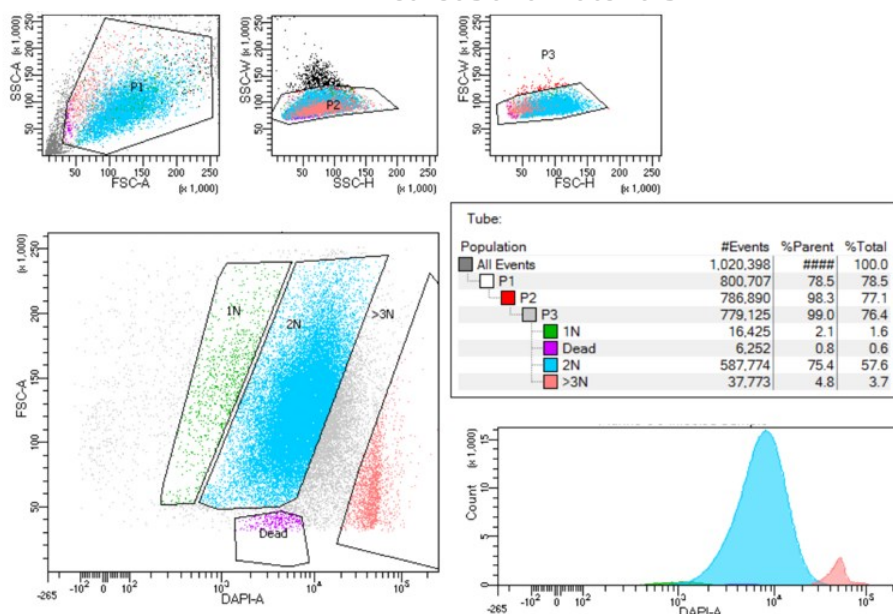 SSC-A (x 1,000)
50 100 150 200 250
P1
50 100 150 200 250
FSC-A
(x 1,000)
SSC-W (x 1,000)
50 100 150 200 250
P2
50 100 150 200 250
SSC-H
(x 1,000)
FSC-W (x 1,000)
50 100 150 200 250
P3
50 100 150 200 250
FSC-H
(x 1,000)
FSC-A
(x 1,000)
50 100 150 200 250
1N
2N
>3N
Dead
-265 -10² 0 10² 10³ 10⁴ 10⁵
DAPI-A
Tube:
Population #Events %Parent %Total
All Events 1,020,398 #### 100.0
P1 800,707 78.5 78.5
P2 786,890 98.3 77.1
P3 779,125 99.0 76.4
1N 16,425 2.1 1.6
Dead 6,252 0.8 0.6
2N 587,774 75.4 57.6
>3N 37,773 4.8 3.7
Count (x 1,000)
0 5 10 15
-265 -10² 0 10² 10³ 10⁴ 10⁵
DAPI-A